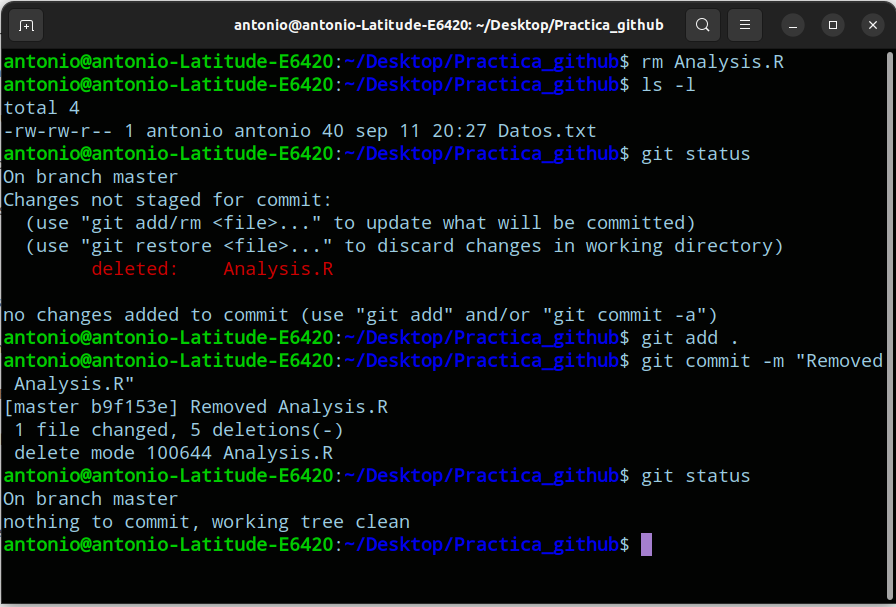 antonio@antonio-Latitude-E6420: ~/Desktop/Practica_github
antonio@antonio-Latitude-E6420:~/Desktop/Practica_github$ rm Analysis.R
antonio@antonio-Latitude-E6420:~/Desktop/Practica_github$ ls -l
total 4
-rw-rw-r-- 1 antonio antonio 40 sep 11 20:27 Datos.txt
antonio@antonio-Latitude-E6420:~/Desktop/Practica_github$ git status
On branch master
Changes not staged for commit:
  (use "git add/rm <file>..." to update what will be committed)
  (use "git restore <file>..." to discard changes in working directory)
        deleted:    Analysis.R

no changes added to commit (use "git add" and/or "git commit -a")
antonio@antonio-Latitude-E6420:~/Desktop/Practica_github$ git add .
antonio@antonio-Latitude-E6420:~/Desktop/Practica_github$ git commit -m "Removed
 Analysis.R"
[master b9f153e] Removed Analysis.R
 1 file changed, 5 deletions(-)
 delete mode 100644 Analysis.R
antonio@antonio-Latitude-E6420:~/Desktop/Practica_github$ git status
On branch master
nothing to commit, working tree clean
antonio@antonio-Latitude-E6420:~/Desktop/Practica_github$